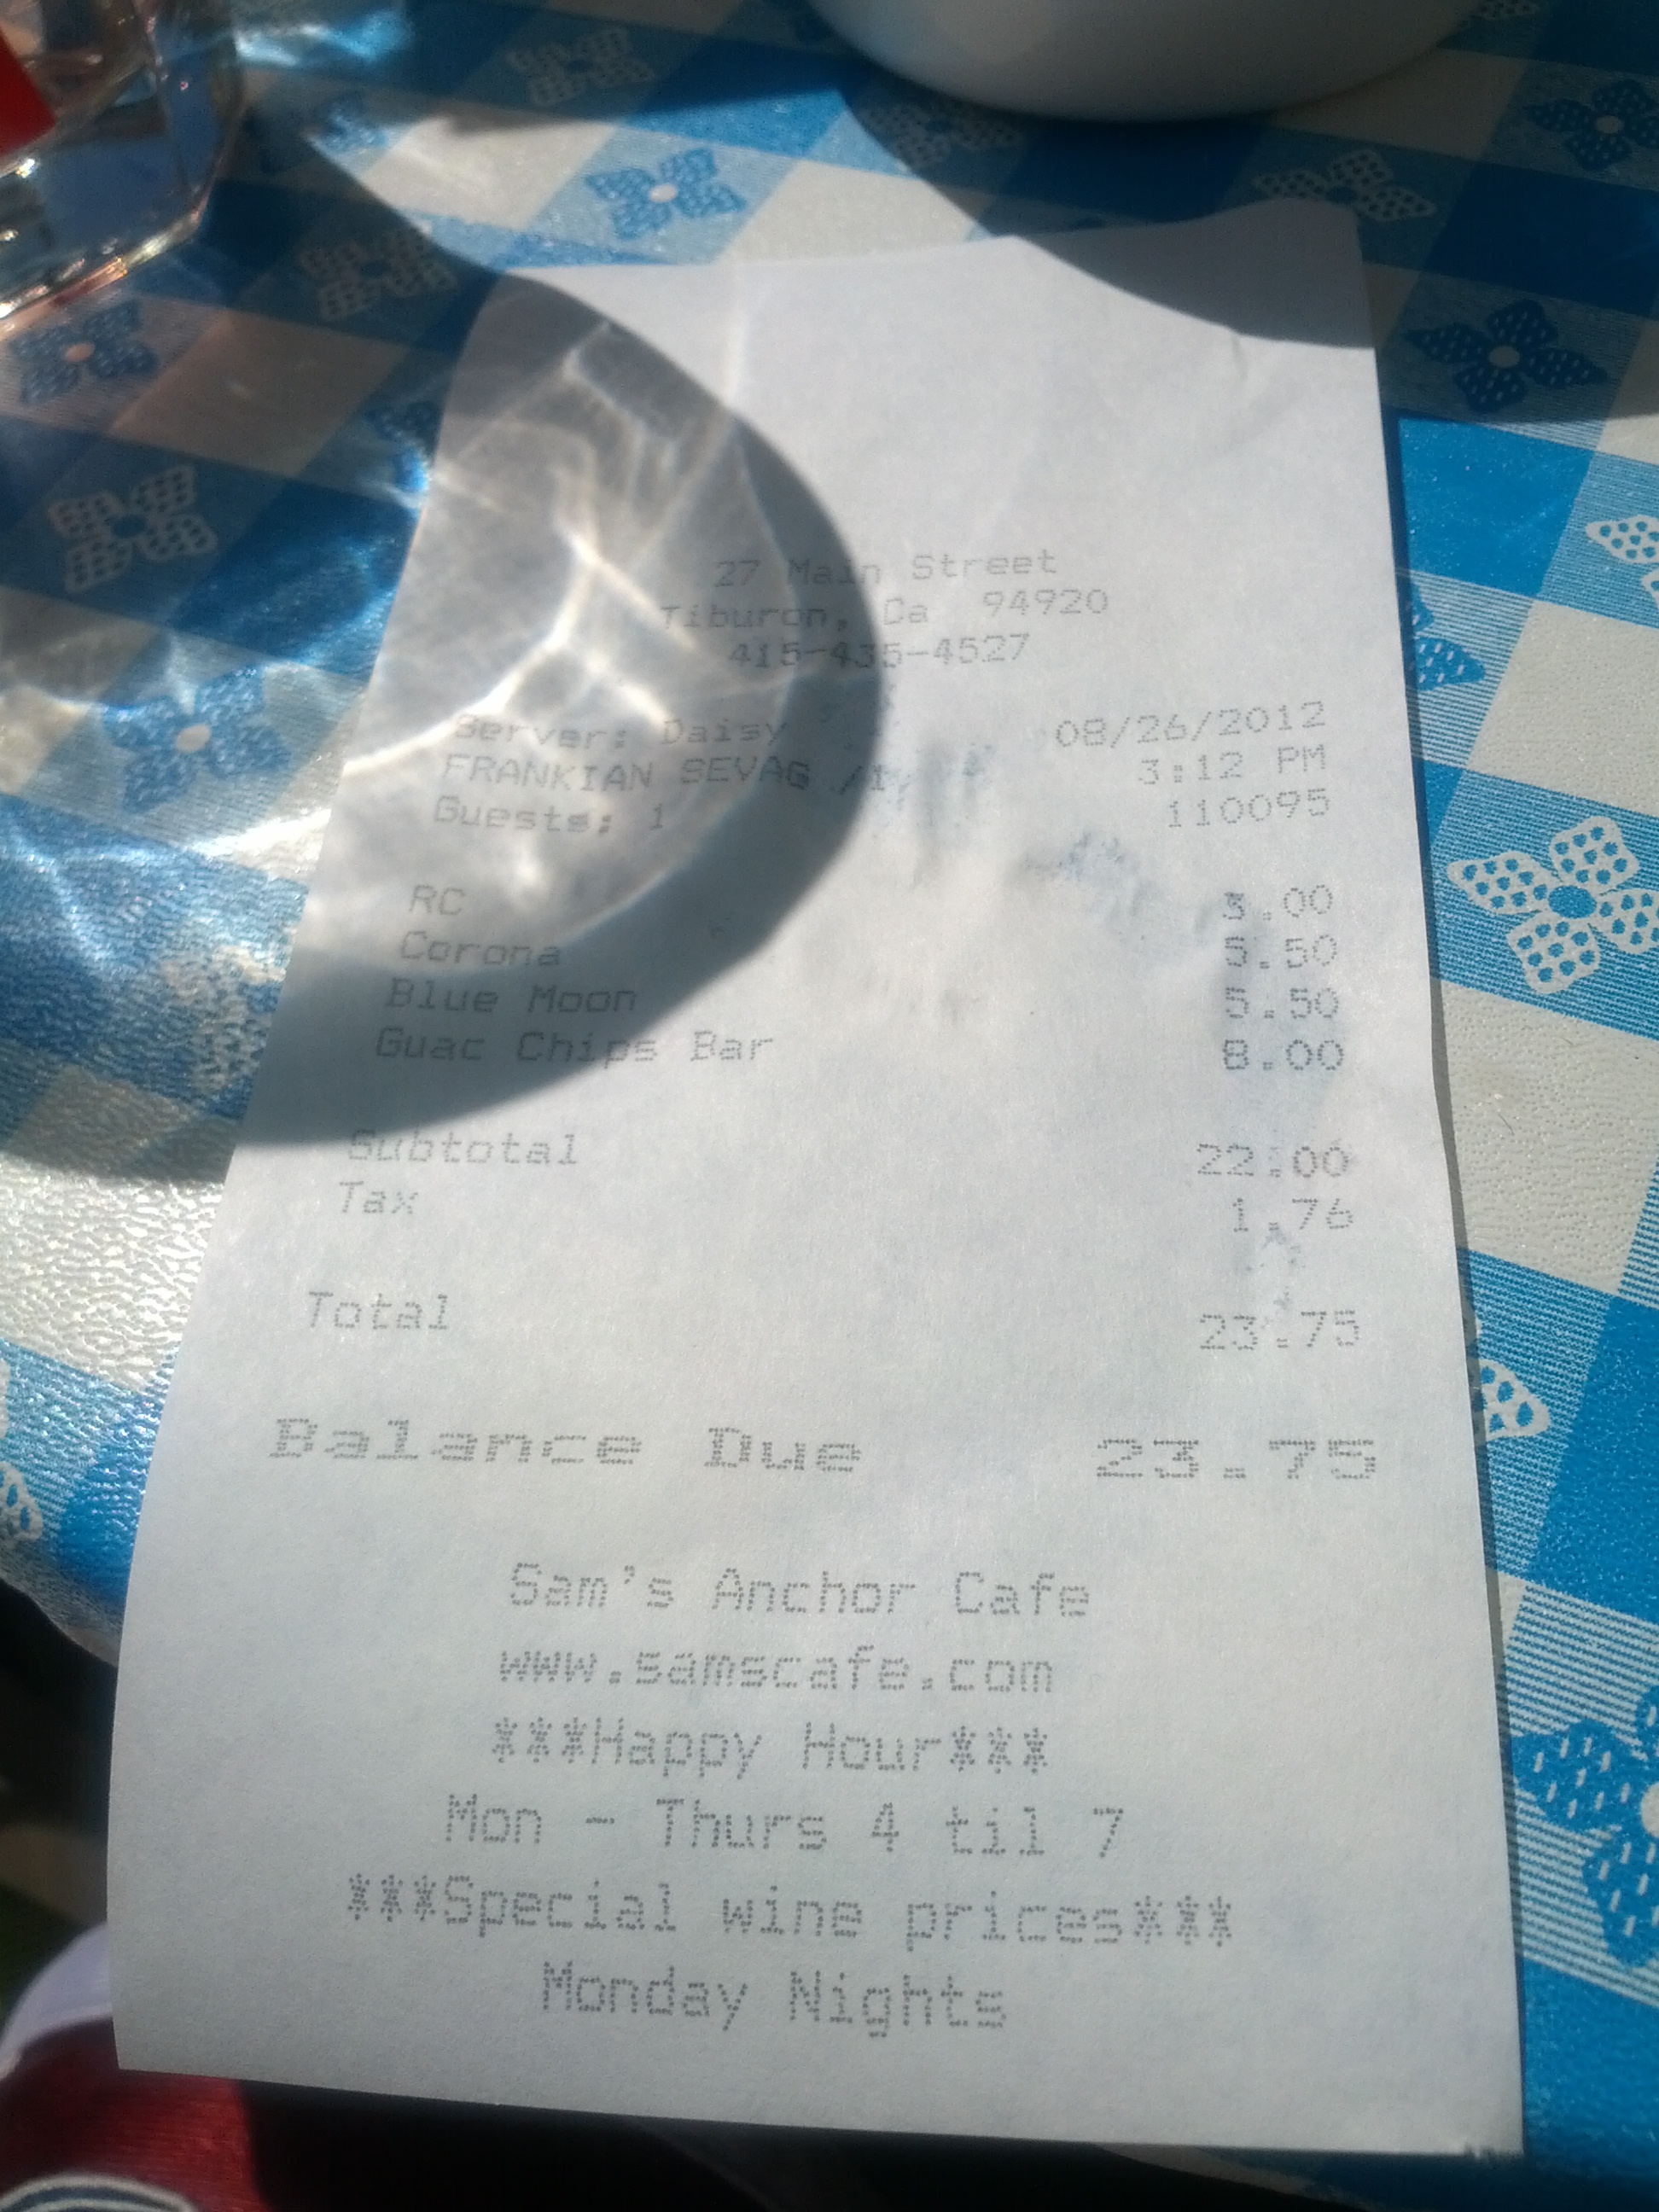 27 Main Street
Tiburon, Ca 94920
415-435-4527
Server: Daisy 08/26/2012
FRANKIAN SEVAG /1 3:12 PM
Guests: 1 110095
RC 3.00
Corona 5.50
Blue Moon 5.50
Guac Chips Bar 8.00
Subtotal 22.00
Tax 1.76
Total 23.75
Balance Due 23.75
Sam's Anchor Cafe
www.samscafe.com
***Happy Hour***
Mon - Thurs 4 til 7
***Special wine prices***
Monday Nights